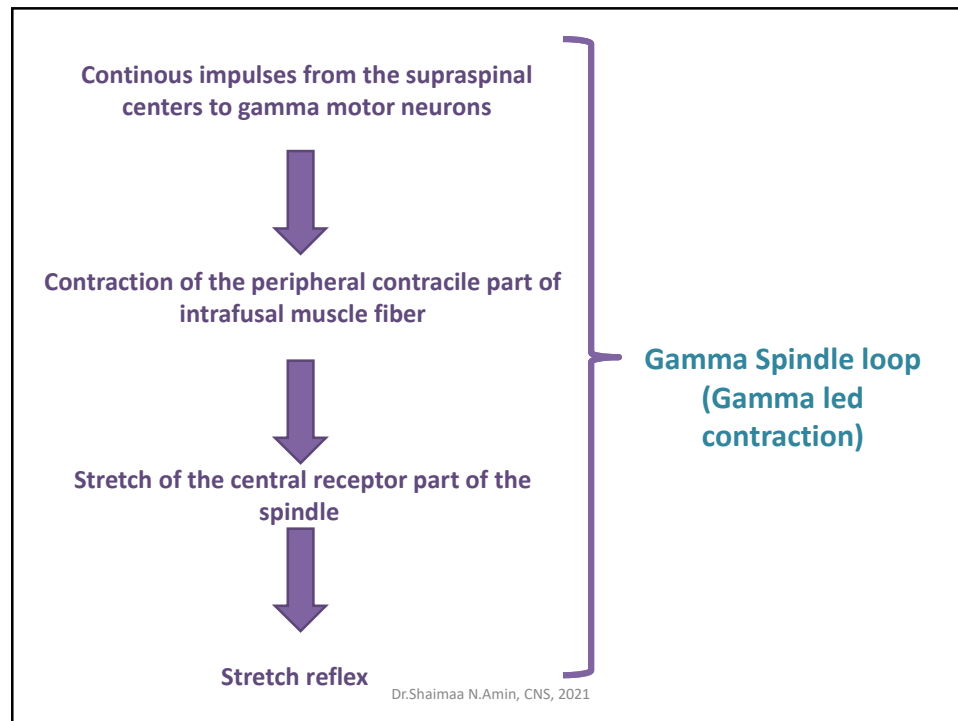 Continous impulses from the supraspinal
centers to gamma motor neurons
Contraction of the peripheral contracile part of
intrafusal muscle fiber
Stretch of the central receptor part of the
spindle
Stretch reflex
Gamma Spindle loop
(Gamma led
contraction)
Dr.Shaimaa N.Amin, CNS, 2021